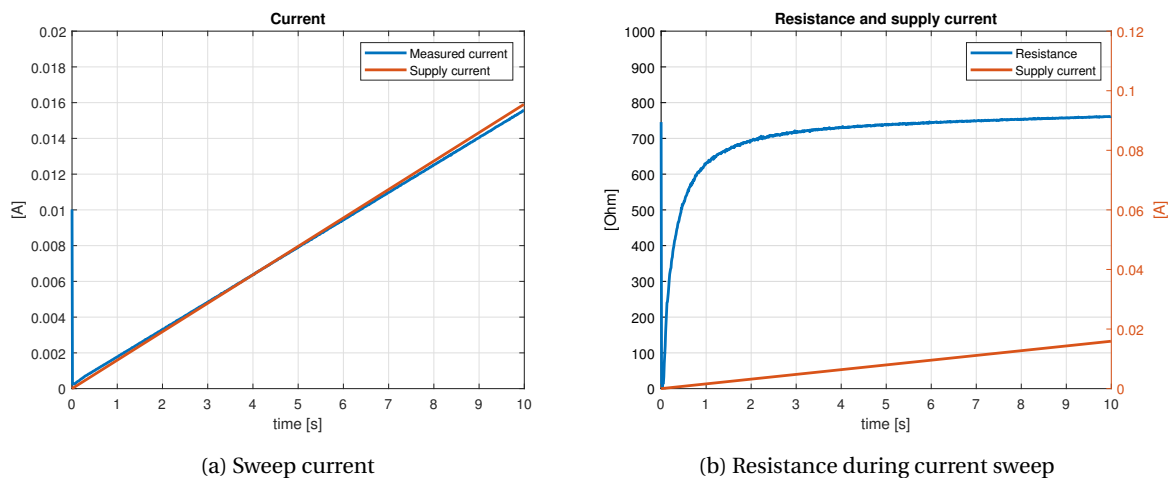 Current
0.02
0.018
0.016
0.014
0.012
0.01
0.008
0.006
0.004
0.002
0
[A]
Measured current
Supply current
0 1 2 3 4 5 6 7 8 9 10
time [s]
(a) Sweep current
Resistance and supply current
1000
900
800
700
600
500
400
300
200
100
0
[Ohm]
Resistance
Supply current
0.12
0.1
0.08
0.06
0.04
0.02
0
[A]
0 1 2 3 4 5 6 7 8 9 10
time [s]
(b) Resistance during current sweep